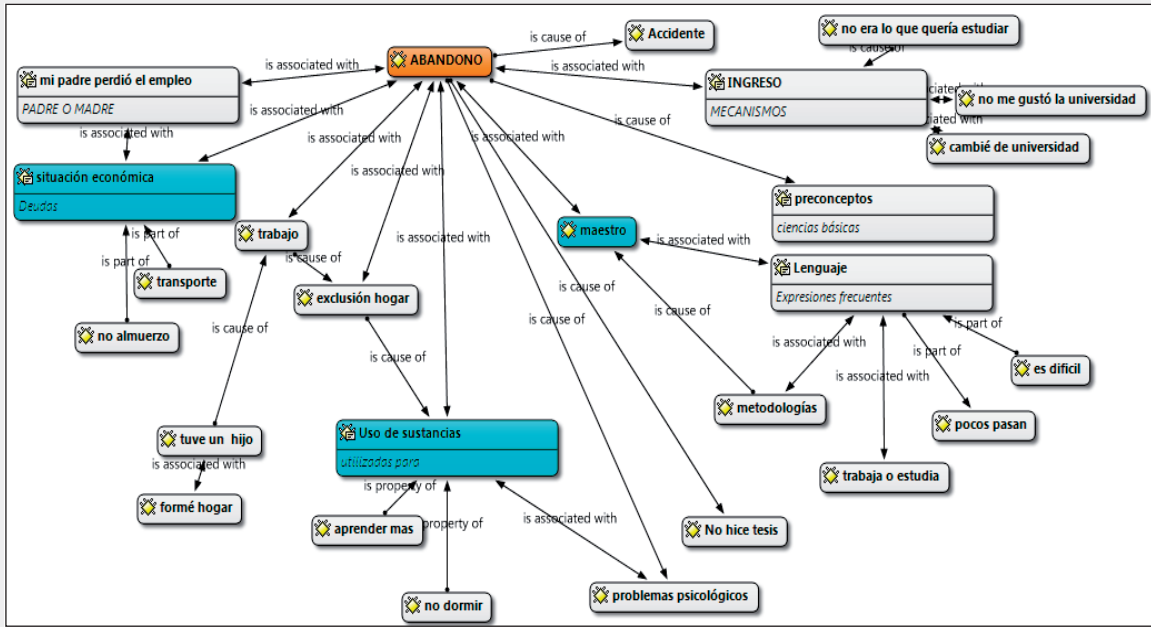 no era lo que quería estudiar
is cause of
Accidente
is cause of
ABANDONO
is associated with
is associated with
INGRESO
MECANISMOS
no me gustó la universidad
cambié de universidad
mi padre perdió el empleo
PADRE O MADRE
is associated with
is associated with
is associated with
is associated with
is cause of
is associated with
situación económica
Deudas
preconceptos
ciencias básicas
is part of
trabajo
maestro
is associated with
is associated with
is cause of
is part of
transporte
Lenguaje
Expresiones frecuentes
exclusión hogar
is cause of
is cause of
no almuerzo
is cause of
is cause of
is cause of
is associated with
is part of
is part of
es dificil
is associated with
metodologías
pocos pasan
tuve un hijo
is associated with
Uso de sustancias
utilizadas para
trabaja o estudia
is property of
formé hogar
aprender mas
property of
is associated with
No hice tesis
no dormir
problemas psicológicos